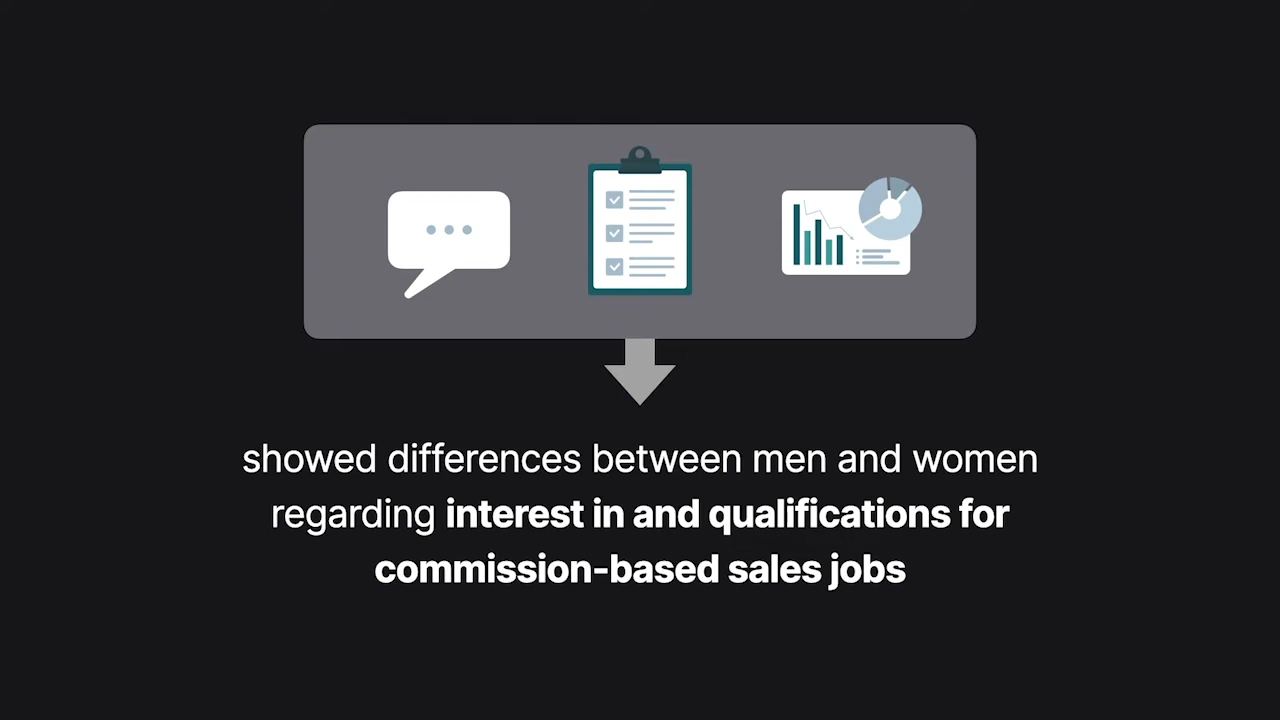 showed differences between men and women
regarding interest in and qualifications for
commission-based sales jobs